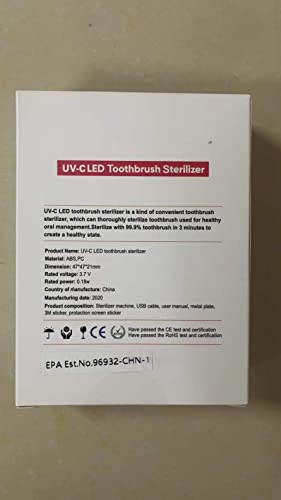 UV-C LED Toothbrush Sterilizer
UV-C LED toothbrush sterilizer is a kind of convenient toothbrush
sterilizer, which can thoroughly sterilize toothbrush used for healthy
oral management.Sterilize with 99.9% toothbrush in 3 minutes to
create a healthy state.
Product Name: UV-C LED toothbrush sterilizer
Material: ABS,PC
Dimension: 47*47*21mm
Rated voltage: 3.7 V
Rated power: 0.18w
Country of manufacture: China
Manufacturing date: 2020
Product composition: Sterilizer machine, USB cable, user manual, metal plate,
3M sticker, protection screen sticker
CE
RoHS
Have passed the CE test and certification
Have passed the RoHS test and certification
EPA Est.No.96932-CHN-1